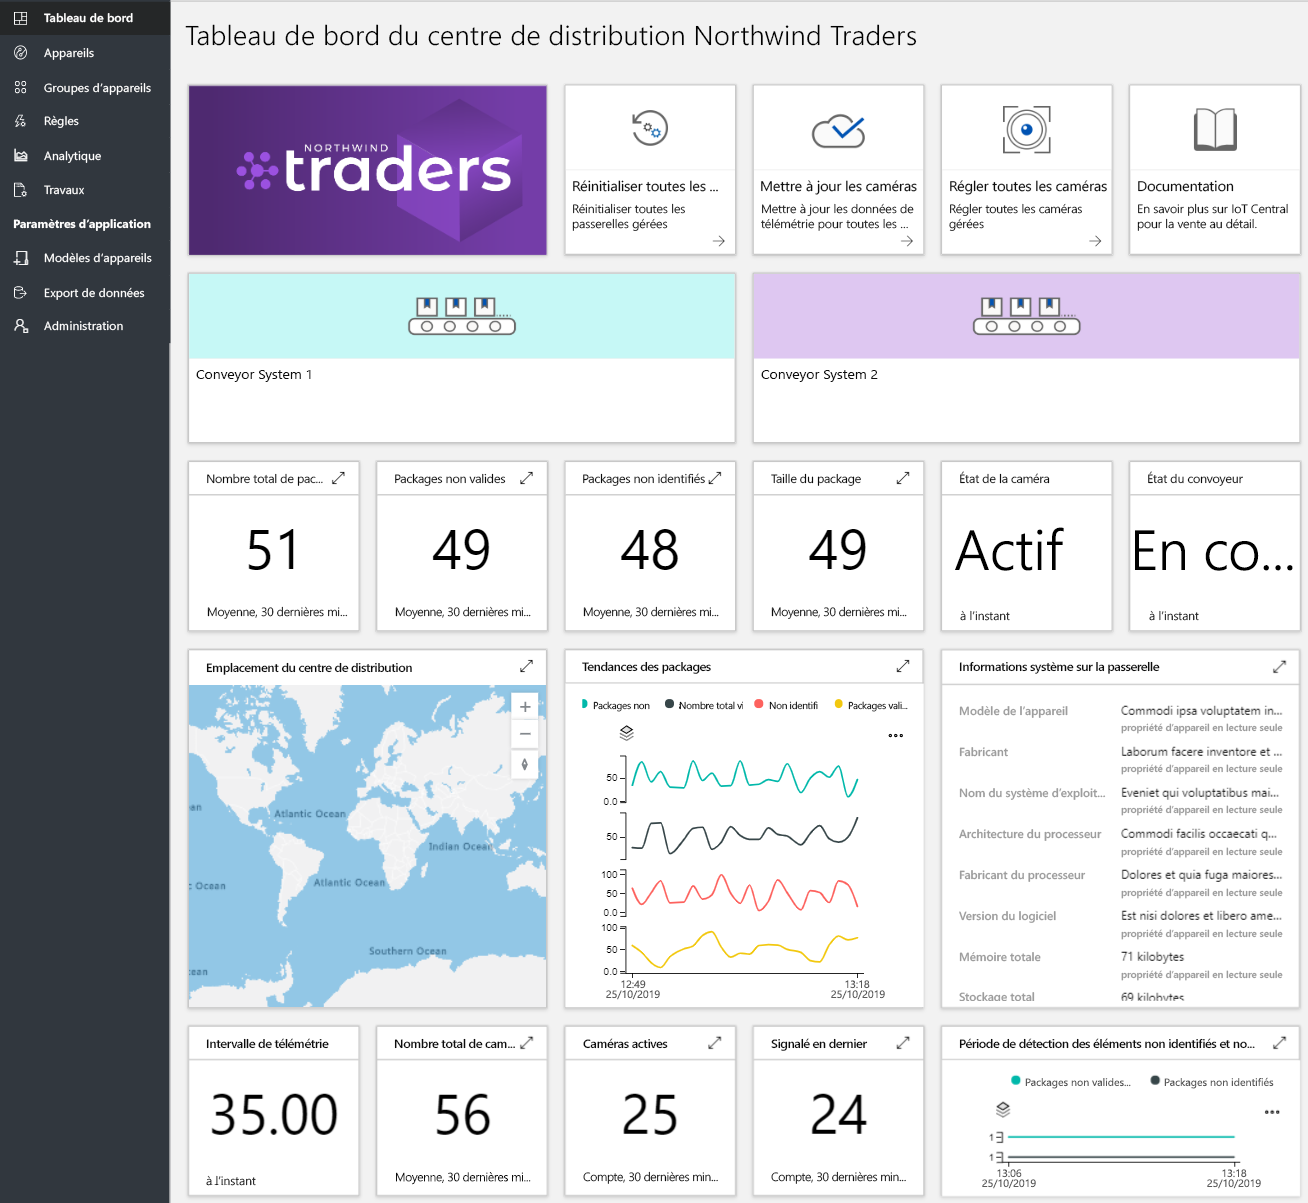 Tableau de bord
Appareils
Groupes d'appareils
Règles
Analytique
Travaux
Paramètres d'application
Modèles d'appareils
Export de données
Administration
Tableau de bord du centre de distribution Northwind Traders
NORTHWIND
traders
Réinitialiser toutes les ...
Réinitialiser toutes les
passerelles gérées
Mettre à jour les caméras
Mettre à jour les données de
télémétrie pour toutes les ...
Régler toutes les caméras
Régler toutes les caméras
gérées
Documentation
En savoir plus sur IoT Central
pour la vente au détail.
Conveyor System 1
Conveyor System 2
Nombre total de pac...
51
Moyenne, 30 dernières mi...
Packages non valides
49
Moyenne, 30 dernières mi...
Packages non identifiés
48
Moyenne, 30 dernières mi...
Taille du package
49
Moyenne, 30 dernières mi...
État de la caméra
Actif
à l'instant
État du convoyeur
En co...
à l'instant
Emplacement du centre de distribution
+
−
an
Atlantic Ocean
Indian Ocean
c Ocean
Atlantic Ocean
Southern Ocean
cean
Tendances des packages
Packages non
Nombre total vi
Non identifi
Packages vali...
50
0.0
50
100
50
0.0
100
50
0.0
12:49
25/10/2019
13:18
25/10/2019
Informations système sur la passerelle
Modèle de l'appareil
Commodi ipsa voluptatem in...
propriété d'appareil en lecture seule
Fabricant
Laborum facere inventore et ...
propriété d'appareil en lecture seule
Nom du système d'exploit...
Eveniet qui voluptatibus mai...
propriété d'appareil en lecture seule
Architecture du processeur
Commodi facilis occaecati q...
propriété d'appareil en lecture seule
Fabricant du processeur
Dolores et quia fuga maiores...
propriété d'appareil en lecture seule
Version du logiciel
Est nisi dolores et libero ame...
propriété d'appareil en lecture seule
Mémoire totale
71 kilobytes
propriété d'appareil en lecture seule
Stockage total
69 kilobytes
Intervalle de télémétrie
35.00
à l'instant
Nombre total de cam...
56
Moyenne, 30 dernières mi...
Caméras actives
25
Compte, 30 dernières min...
Signalé en dernier
24
Compte, 30 dernières min...
Période de détection des éléments non identifiés et no...
Packages non valides...
Packages non identifiés
1
1
13:06
25/10/2019
13:18
25/10/2019